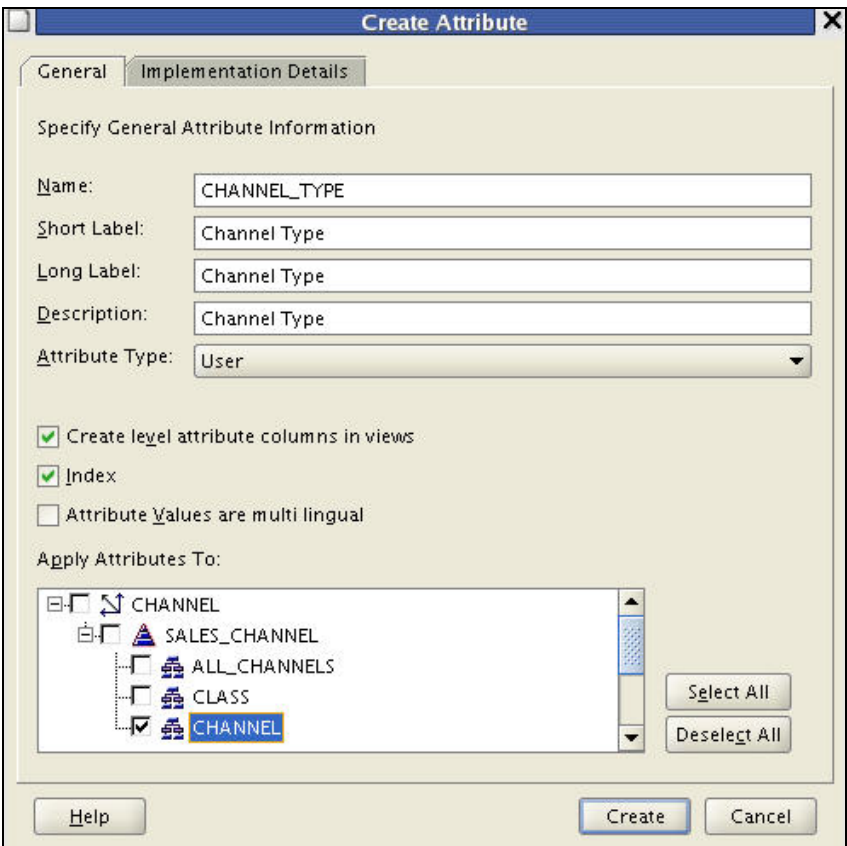 Create Attribute
General Implementation Details
Specify General Attribute Information
Name: CHANNEL_TYPE
Short Label: Channel Type
Long Label: Channel Type
Description: Channel Type
Attribute Type: User
Create level attribute columns in views
Index
Attribute Values are multi lingual
Apply Attributes To:
CHANNEL
SALES_CHANNEL
ALL_CHANNELS
CLASS
CHANNEL
Select All
Deselect All
Help Create Cancel